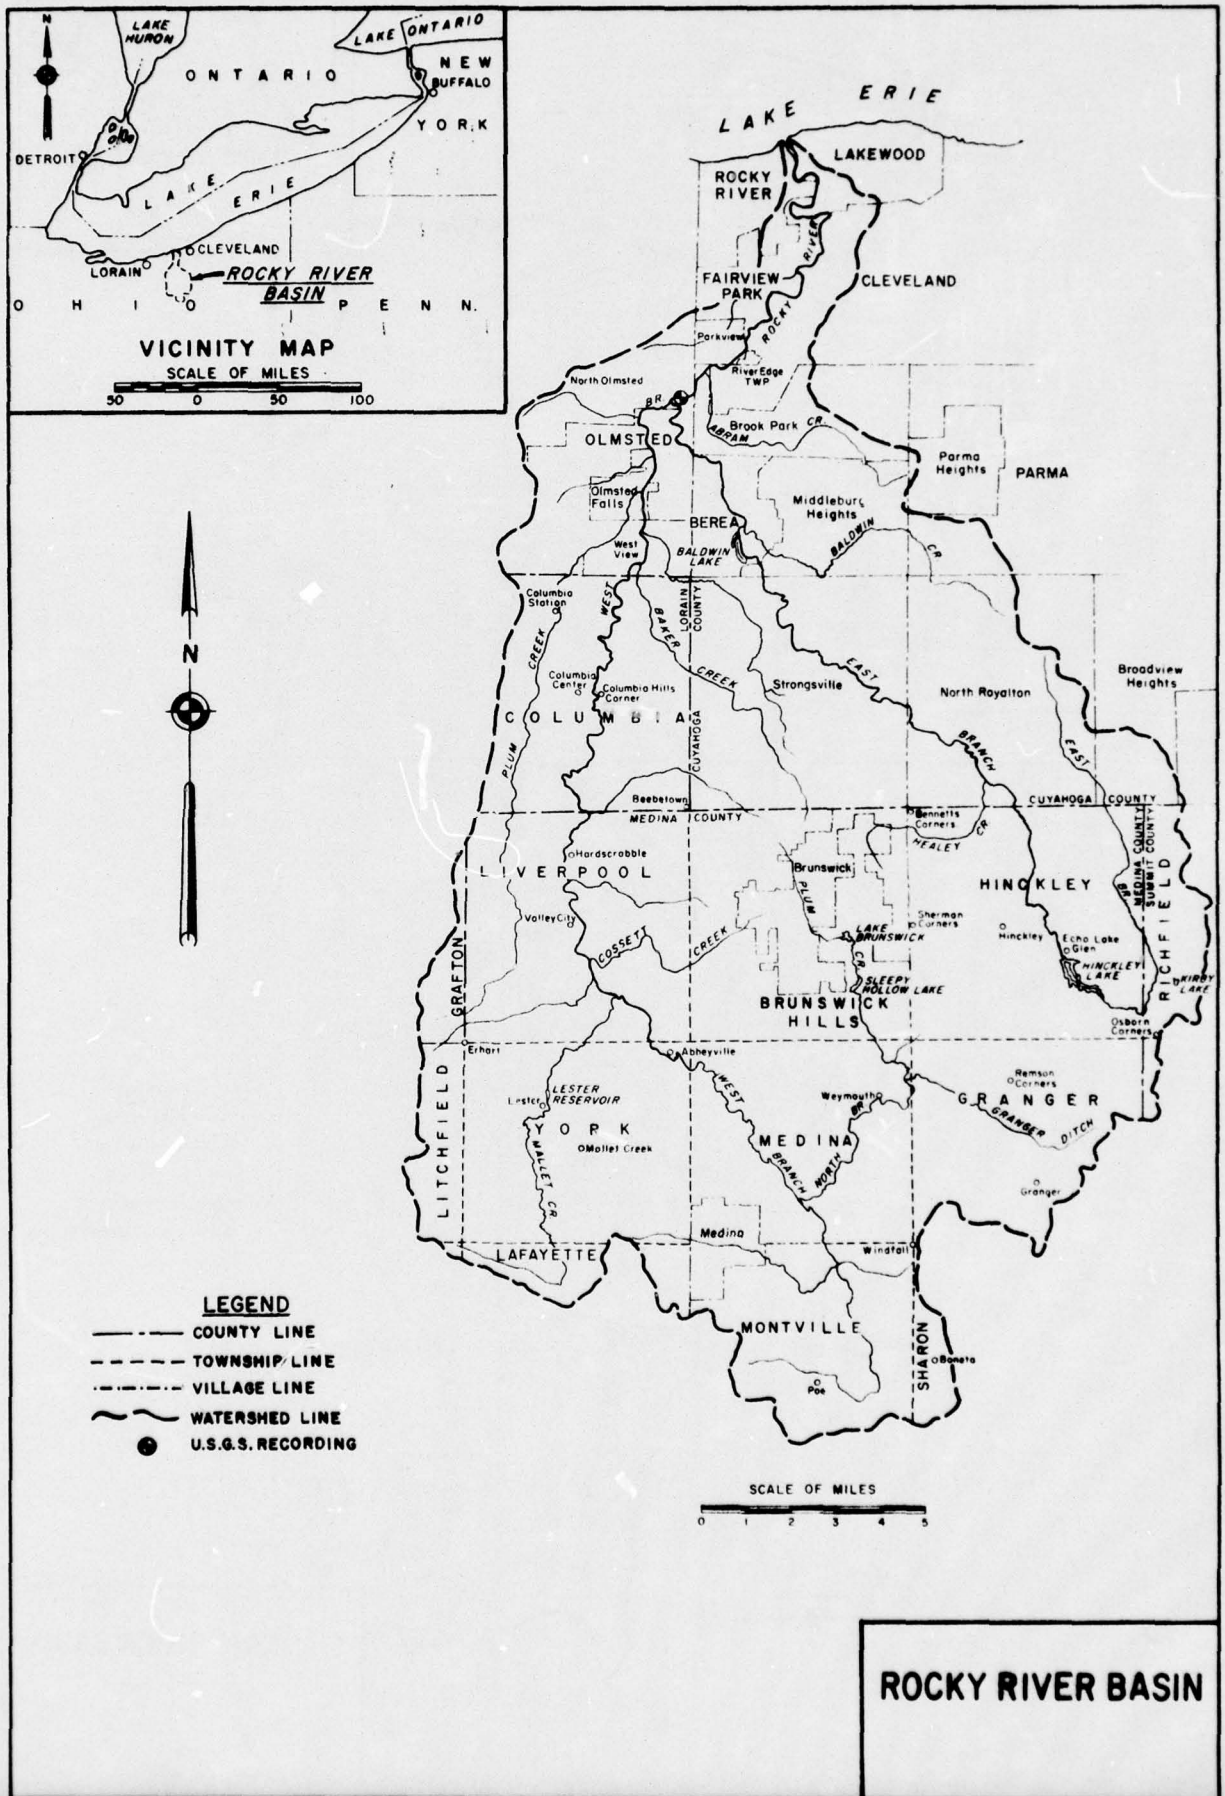 N
LAKE
HURON
LAKE ONTARIO
ONTARIO
NEW
YORK
BUFFALO
DETROIT
LAKE ERIE
CLEVELAND
LORAIN
ROCKY RIVER
BASIN
OHIO
PENN.
VICINITY MAP
SCALE OF MILES
50 0 50 100
LAKE ERIE
LAKEWOOD
ROCKY
RIVER
ROCKY RIVER
FAIRVIEW
PARK
CLEVELAND
Parkview
River Edge
TWP
North Olmsted
BR.
ABRAM CR.
Brook Park
OLMSTED
Parma
Heights
PARMA
Olmsted
Falls
Middleburg
Heights
BEREA
West
View
BALDWIN
LAKE
BALDWIN CR.
N
Columbia
Station
WEST
LORAIN
COUNTY
BAKER CREEK
PLUM CREEK
EAST BRANCH
Columbia
Center
Columbia Hills
Corner
Strongsville
North Royalton
Broadview
Heights
COLUMBIA
CUYAHOGA
EAST BR.
Beebetown
MEDINA COUNTY
CUYAHOGA COUNTY
Bennetts
Corners
HEALEY CR.
MEDINA COUNTY
SUMMIT COUNTY
Hardscrabble
LIVERPOOL
Brunswick
HINCKLEY
RICHFIELD
PLUM CR.
Valley City
COSSETT CREEK
Sherman
Corners
LAKE
BRUNSWICK
Hinckley
Echo Lake
Glen
HINCKLEY
LAKE
KIRBY
LAKE
GRAFTON
SLEEPY
HOLLOW LAKE
BRUNSWICK
HILLS
Osborn
Corners
Erhart
Abbeyville
LITCHFIELD
Remson
Corners
Lester
LESTER
RESERVOIR
Weymouth
GRANGER
GRANGER DITCH
YORK
Mallet Creek
MALLET CR.
WEST BRANCH
MEDINA
NORTH BR.
Granger
Medina
Windfall
LAFAYETTE
MONTVILLE
SHARON
Boneta
Poe
LEGEND
COUNTY LINE
TOWNSHIP LINE
VILLAGE LINE
WATERSHED LINE
U.S.G.S. RECORDING
SCALE OF MILES
0 1 2 3 4 5
ROCKY RIVER BASIN